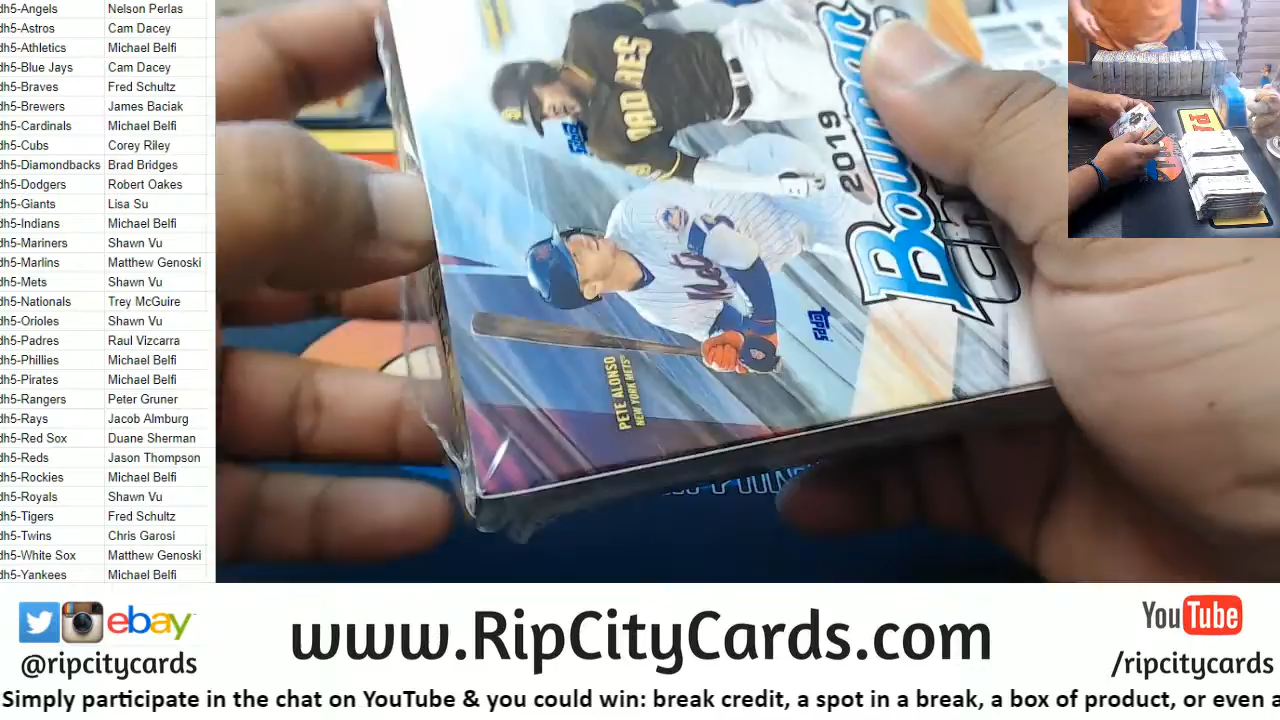 dh5-Angels Nelson Perlas
dh5-Astros Cam Dacey
dh5-Athletics Michael Belfi
dh5-Blue Jays Cam Dacey
dh5-Braves Fred Schultz
dh5-Brewers James Baciak
dh5-Cardinals Michael Belfi
dh5-Cubs Corey Riley
dh5-Diamondbacks Brad Bridges
dh5-Dodgers Robert Oakes
dh5-Giants Lisa Su
dh5-Indians Michael Belfi
dh5-Mariners Shawn Vu
dh5-Marlins Matthew Genoski
dh5-Mets Shawn Vu
dh5-Nationals Trey McGuire
dh5-Orioles Shawn Vu
dh5-Padres Raul Vizcarra
dh5-Phillies Michael Belfi
dh5-Pirates Michael Belfi
dh5-Rangers Peter Gruner
dh5-Rays Jacob Almburg
dh5-Red Sox Duane Sherman
dh5-Reds Jason Thompson
dh5-Rockies Michael Belfi
dh5-Royals Shawn Vu
dh5-Tigers Fred Schultz
dh5-Twins Chris Garosi
dh5-White Sox Matthew Genoski
dh5-Yankees Michael Belfi
PADRES
topps
2019
Bowman
Mets
topps
PETE ALONSO
NEW YORK METS
ebay
@ripcitycards
www.RipCityCards.com
YouTube
/ripcitycards
Simply participate in the chat on YouTube & you could win: break credit, a spot in a break, a box of product, or even a